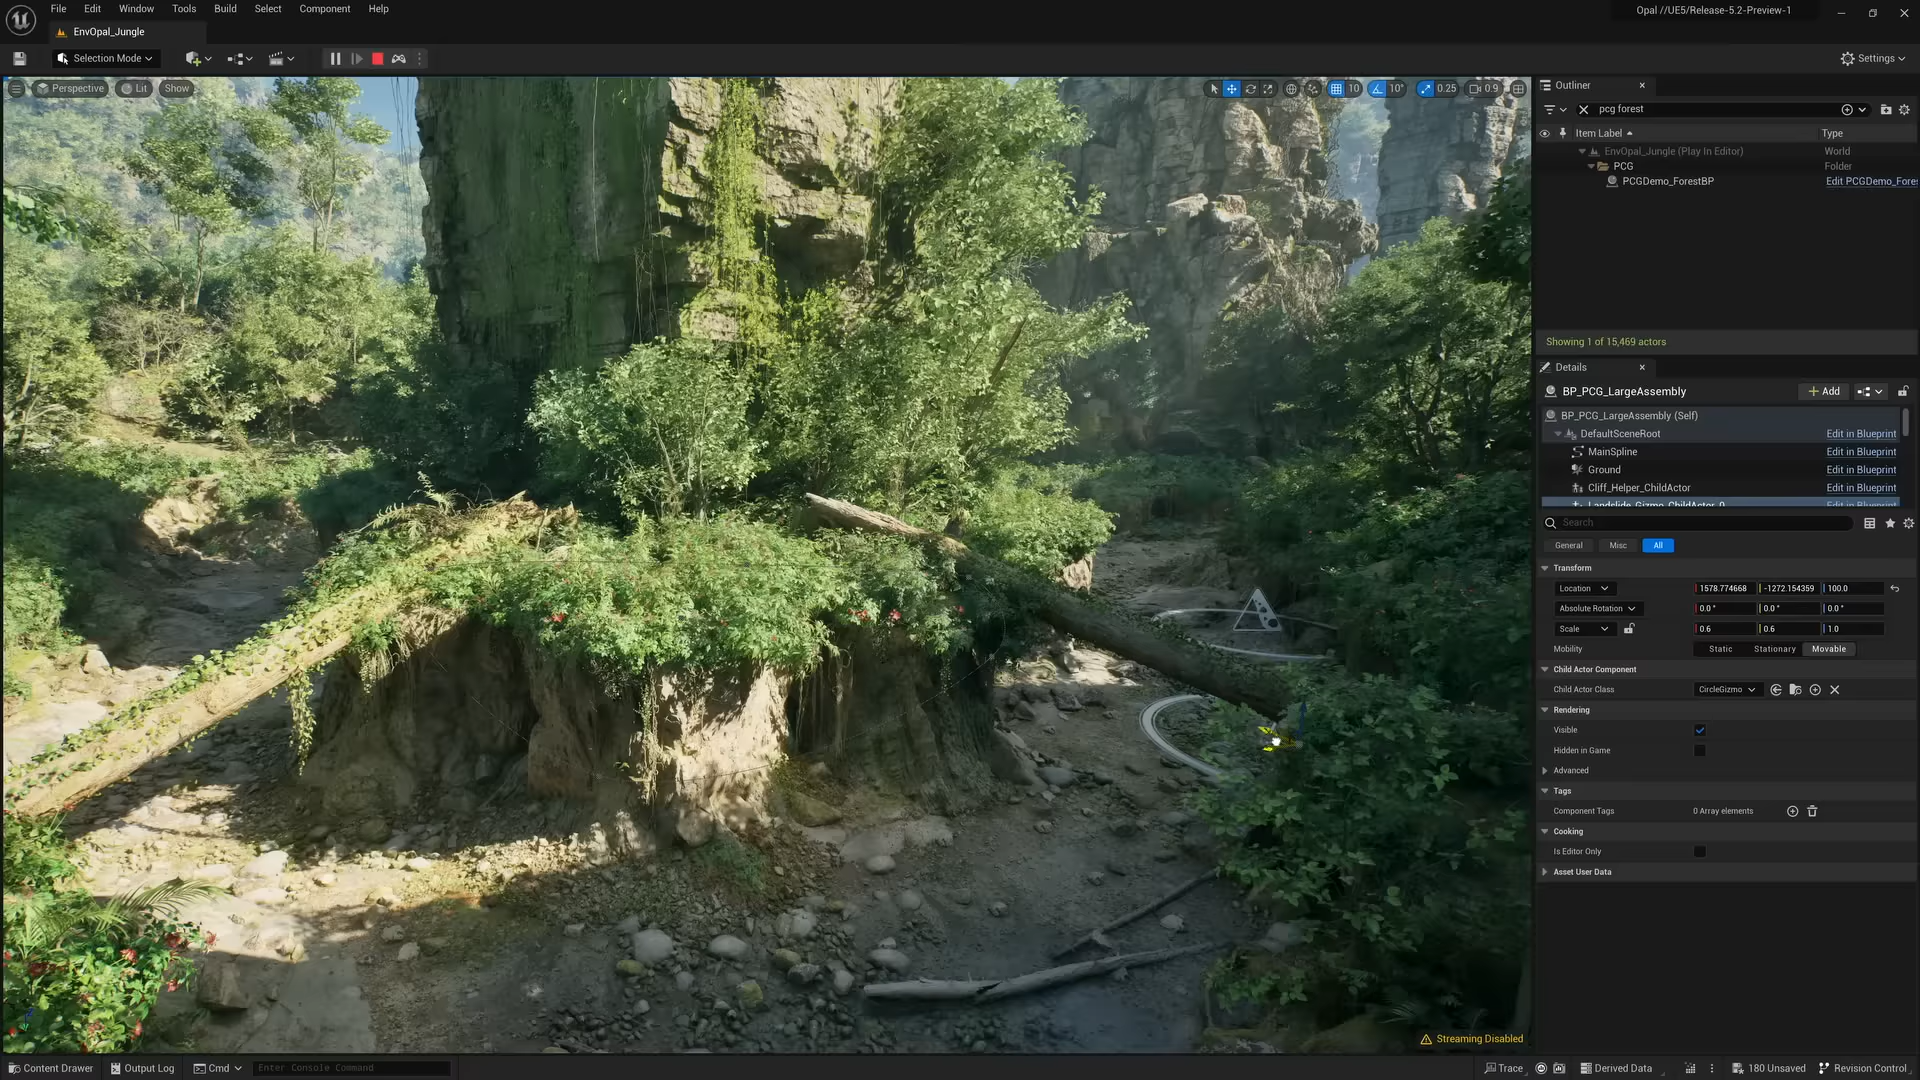 File Edit Window Tools Build Select Component Help
Opal //UE5/Release-5.2-Preview-1
EnvOpal_Jungle
Selection Mode
Settings
Perspective Lit Show
10 10° 0.25 0.9
Outliner
pcg forest
Item Label Type
EnvOpal_Jungle (Play In Editor) World
PCG Folder
PCGDemo_ForestBP Edit PCGDemo_Fores
Showing 1 of 15,469 actors
Details
BP_PCG_LargeAssembly
Add
BP_PCG_LargeAssembly (Self)
DefaultSceneRoot Edit in Blueprint
MainSpline Edit in Blueprint
Ground Edit in Blueprint
Cliff_Helper_ChildActor Edit in Blueprint
Landslide_Gizmo_ChildActor_0 Edit in Blueprint
Search
General Misc All
Transform
Location 1578.774668 -1272.154359 100.0
Absolute Rotation 0.0 ° 0.0 ° 0.0 °
Scale 0.6 0.6 1.0
Mobility Static Stationary Movable
Child Actor Component
Child Actor Class CircleGizmo
Rendering
Visible
Hidden in Game
Advanced
Tags
Component Tags 0 Array elements
Cooking
Is Editor Only
Asset User Data
Streaming Disabled
Content Drawer Output Log Cmd Enter Console Command
Trace Derived Data 180 Unsaved Revision Control